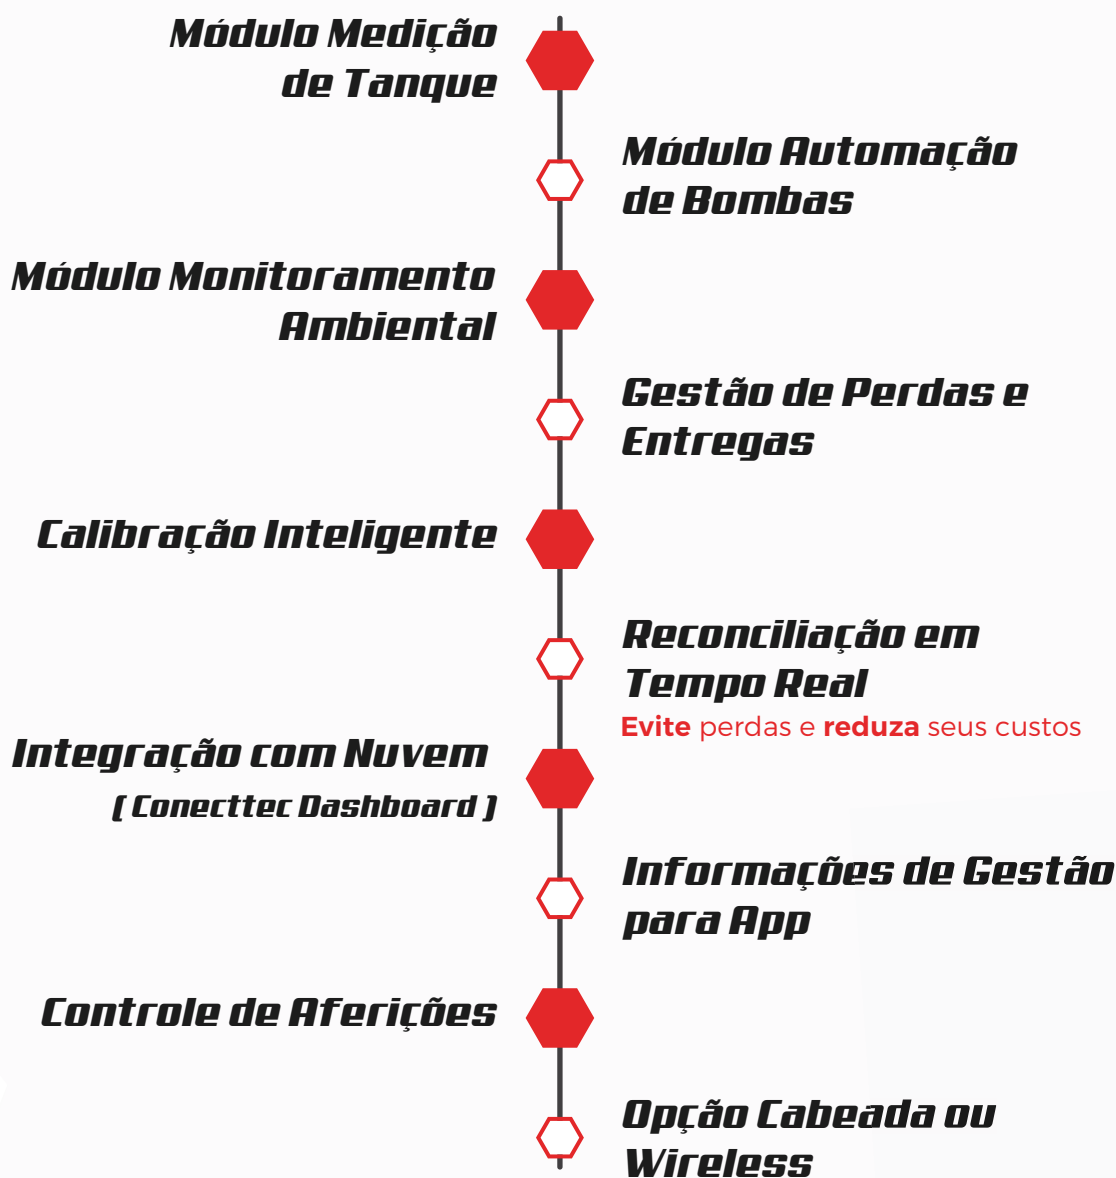 Módulo Medição
de Tanque
Módulo Automação
de Bombas
Módulo Monitoramento
Ambiental
Gestão de Perdas e
Entregas
Calibração Inteligente
Reconciliação em
Tempo Real
Evite perdas e reduza seus custos
Integração com Nuvem
( Conecttec Dashboard )
Informações de Gestão
para App
Controle de Aferições
Opção Cabeada ou
Wireless